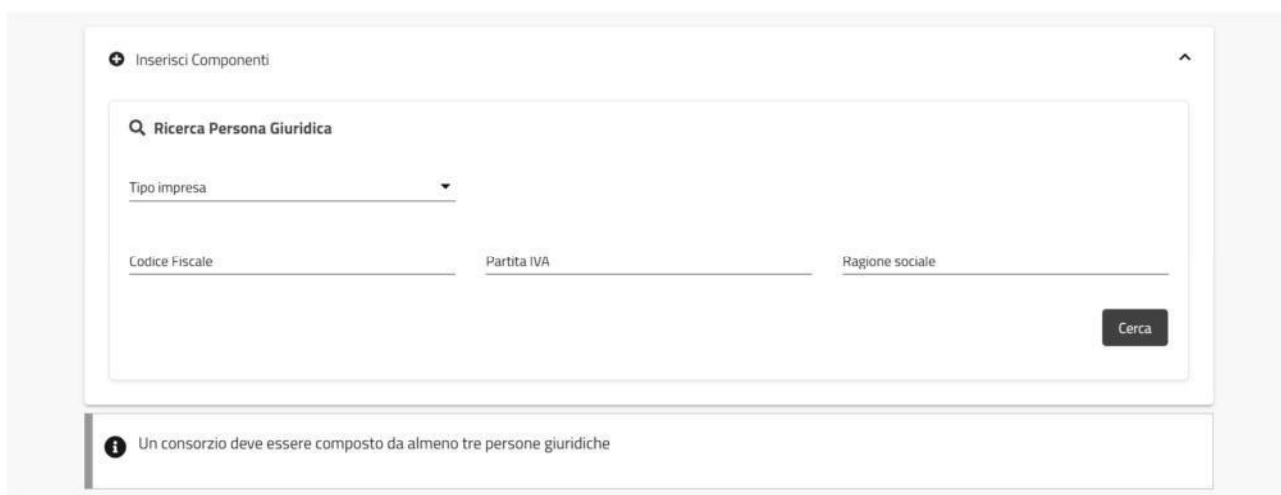 Inserisci Componenti
Ricerca Persona Giuridica
Tipo impresa
Codice Fiscale
Partita IVA
Ragione sociale
Cerca
Un consorzio deve essere composto da almeno tre persone giuridiche